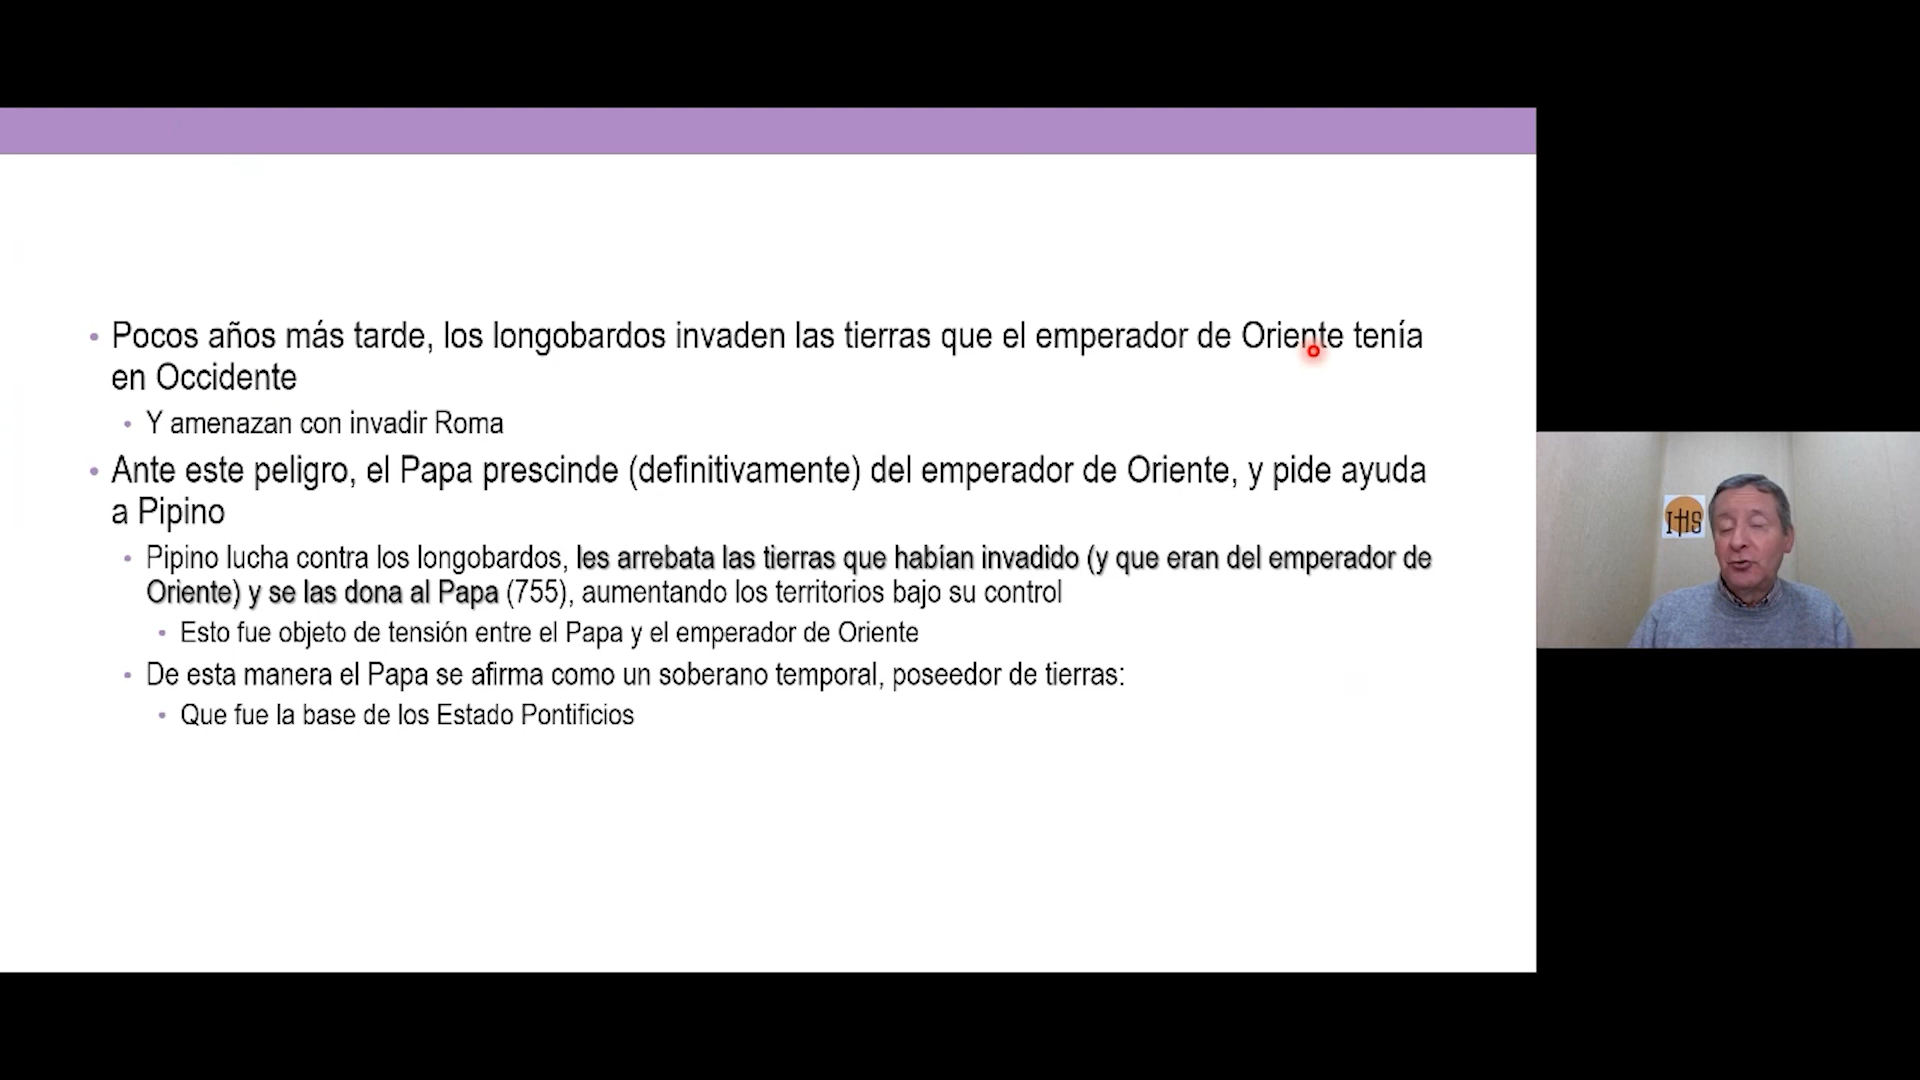 Pocos años más tarde, los longobardos invaden las tierras que el emperador de Oriente tenía
en Occidente
Y amenazan con invadir Roma
Ante este peligro, el Papa prescinde (definitivamente) del emperador de Oriente, y pide ayuda
a Pipino
Pipino lucha contra los longobardos, les arrebata las tierras que habían invadido (y que eran del emperador de
Oriente) y se las dona al Papa (755), aumentando los territorios bajo su control
Esto fue objeto de tensión entre el Papa y el emperador de Oriente
De esta manera el Papa se afirma como un soberano temporal, poseedor de tierras:
Que fue la base de los Estado Pontificios
IHS